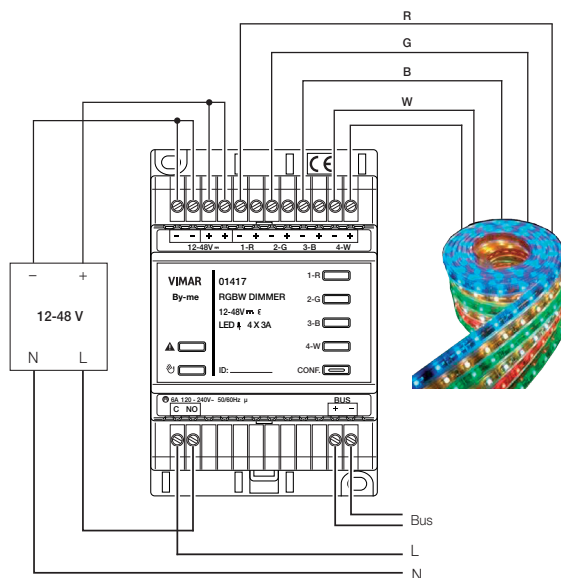 R
G
B
W
CE
- - + + - + - + - + - +
12-48V 1-R 2-G 3-B 4-W
- +
12-48 V
N L
VIMAR 01417
By-me RGBW DIMMER
12-48V
LED 4 X 3A
ID:
1-R
2-G
3-B
4-W
CONF.
6A 120 - 240V~ 50/60Hz μ
C NO
BUS
+ -
Bus
L
N